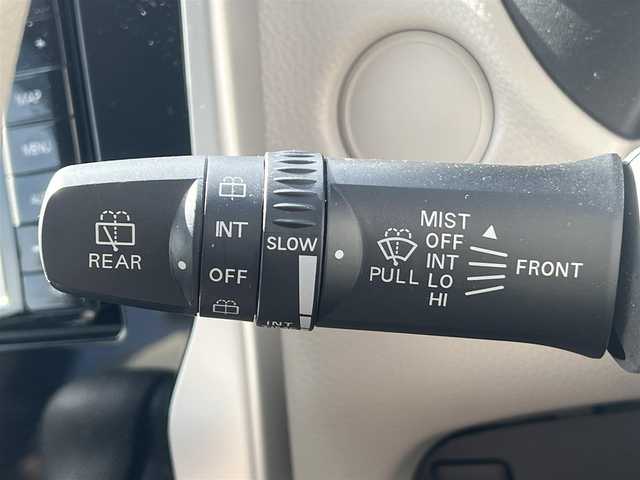 MAP
MENU
REAR
INT
OFF
SLOW
INT
PULL
MIST
OFF
INT
LO
HI
FRONT